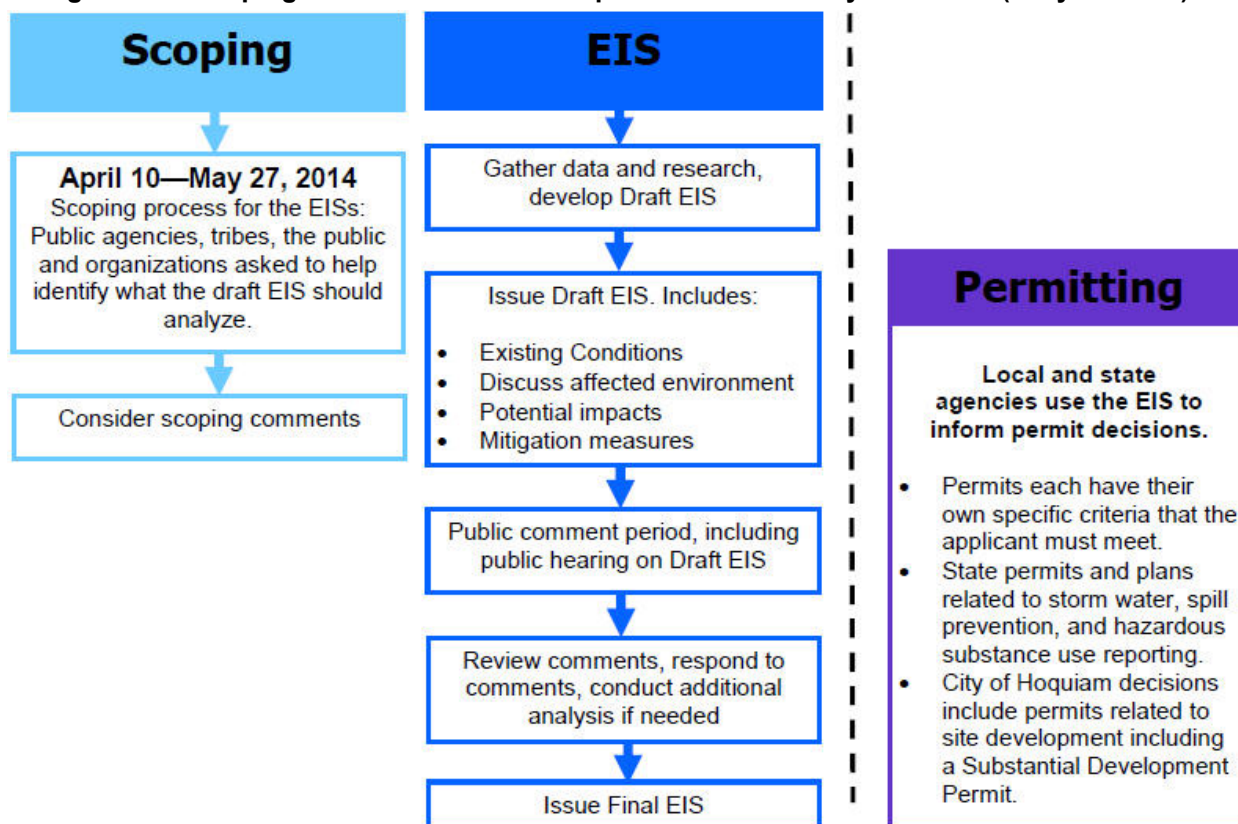 Scoping
April 10—May 27, 2014
Scoping process for the EISs:
Public agencies, tribes, the public
and organizations asked to help
identify what the draft EIS should
analyze.
Consider scoping comments
EIS
Gather data and research,
develop Draft EIS
Issue Draft EIS. Includes:
• Existing Conditions
• Discuss affected environment
• Potential impacts
• Mitigation measures
Public comment period, including
public hearing on Draft EIS
Review comments, respond to
comments, conduct additional
analysis if needed
Issue Final EIS
Permitting
Local and state
agencies use the EIS to
inform permit decisions.
• Permits each have their
own specific criteria that the
applicant must meet.
• State permits and plans
related to storm water, spill
prevention, and hazardous
substance use reporting.
• City of Hoquiam decisions
include permits related to
site development including
a Substantial Development
Permit.